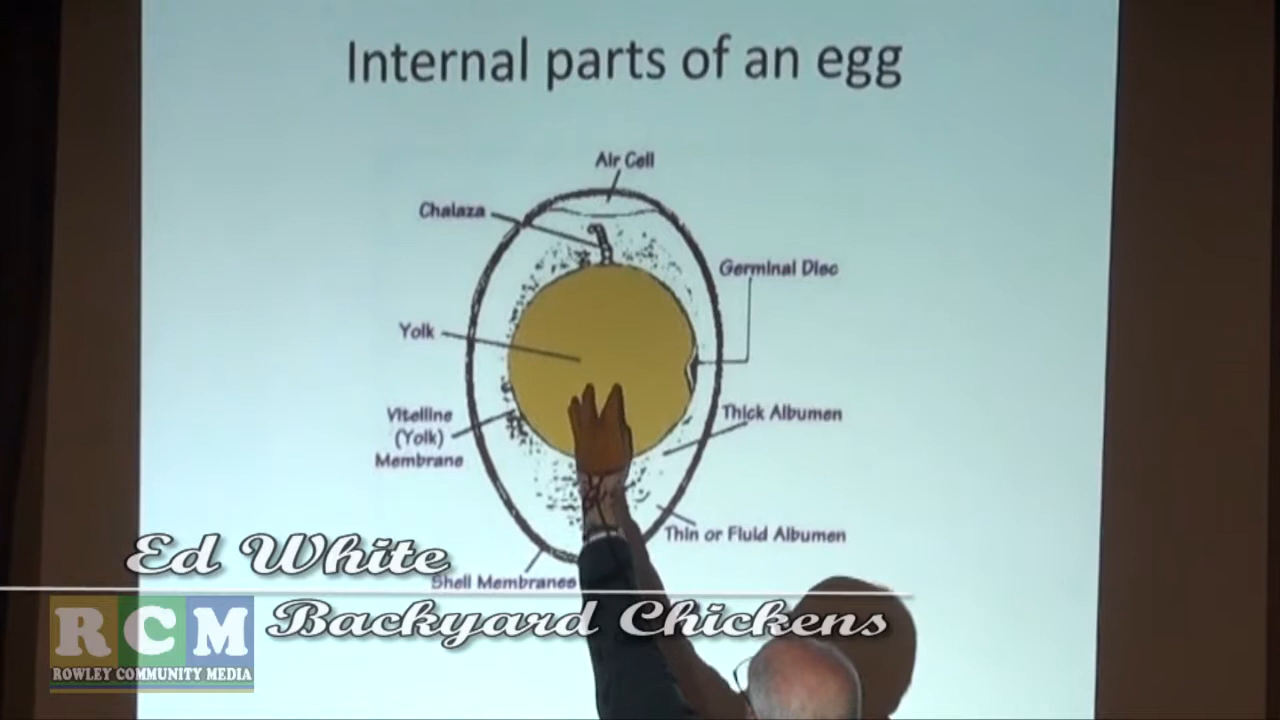 Internal parts of an egg
Air Cell
Chalaza
Germinal Disc
Yolk
Vitelline
(Yolk)
Membrane
Thick Albumen
Thin or Fluid Albumen
Shell Membranes
Ed White
Backyard Chickens
RCM
ROWLEY COMMUNITY MEDIA